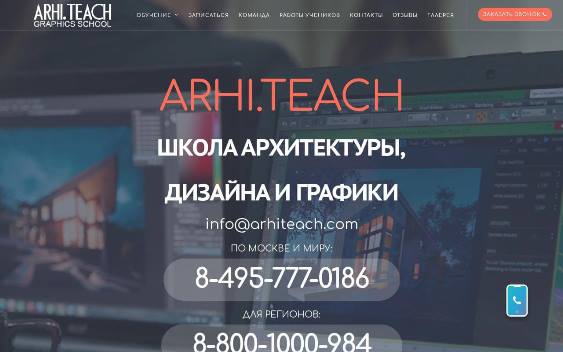 ARHI.TEACH
GRAPHICS SCHOOL
ОБУЧЕНИЕ
ЗАПИСАТЬСЯ
КОМАНДА
РАБОТЫ УЧЕНИКОВ
КОНТАКТЫ
ОТЗЫВЫ
ГАЛЕРЕЯ
ЗАКАЗАТЬ ЗВОНОК
ARHI.TEACH
ШКОЛА АРХИТЕКТУРЫ,
ДИЗАЙНА И ГРАФИКИ
info@arhiteach.com
ПО МОСКВЕ И МИРУ:
8-495-777-0186
ДЛЯ РЕГИОНОВ:
8-800-1000-984